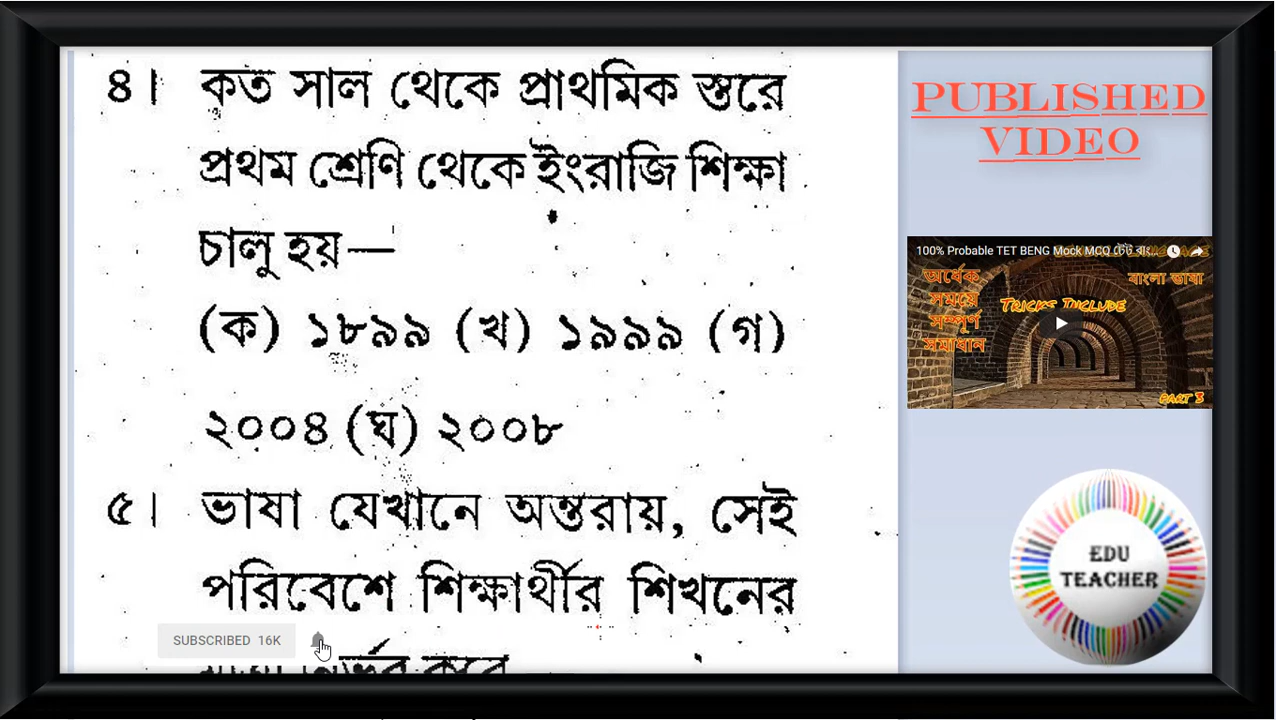 ৪। কত সাল থেকে প্রাথমিক স্তরে
প্রথম শ্রেণি থেকে ইংরাজি শিক্ষা
চালু হয়—
(ক) ১৮৯৯ (খ) ১৯৯৯ (গ)
২০০৪ (ঘ) ২০০৮
৫। ভাষা যেখানে অন্তরায়, সেই
পরিবেশে শিক্ষার্থীর শিখনের
SUBSCRIBED 16K
PUBLISHED
VIDEO
100% Probable TET BENG Mock MCQ টেট বাং...
অর্ধেক
সময়ে
সম্পূর্ণ
সমাধান
বাংলা ভাষা
TRICKS INCLUDE
PART 3
EDU
TEACHER